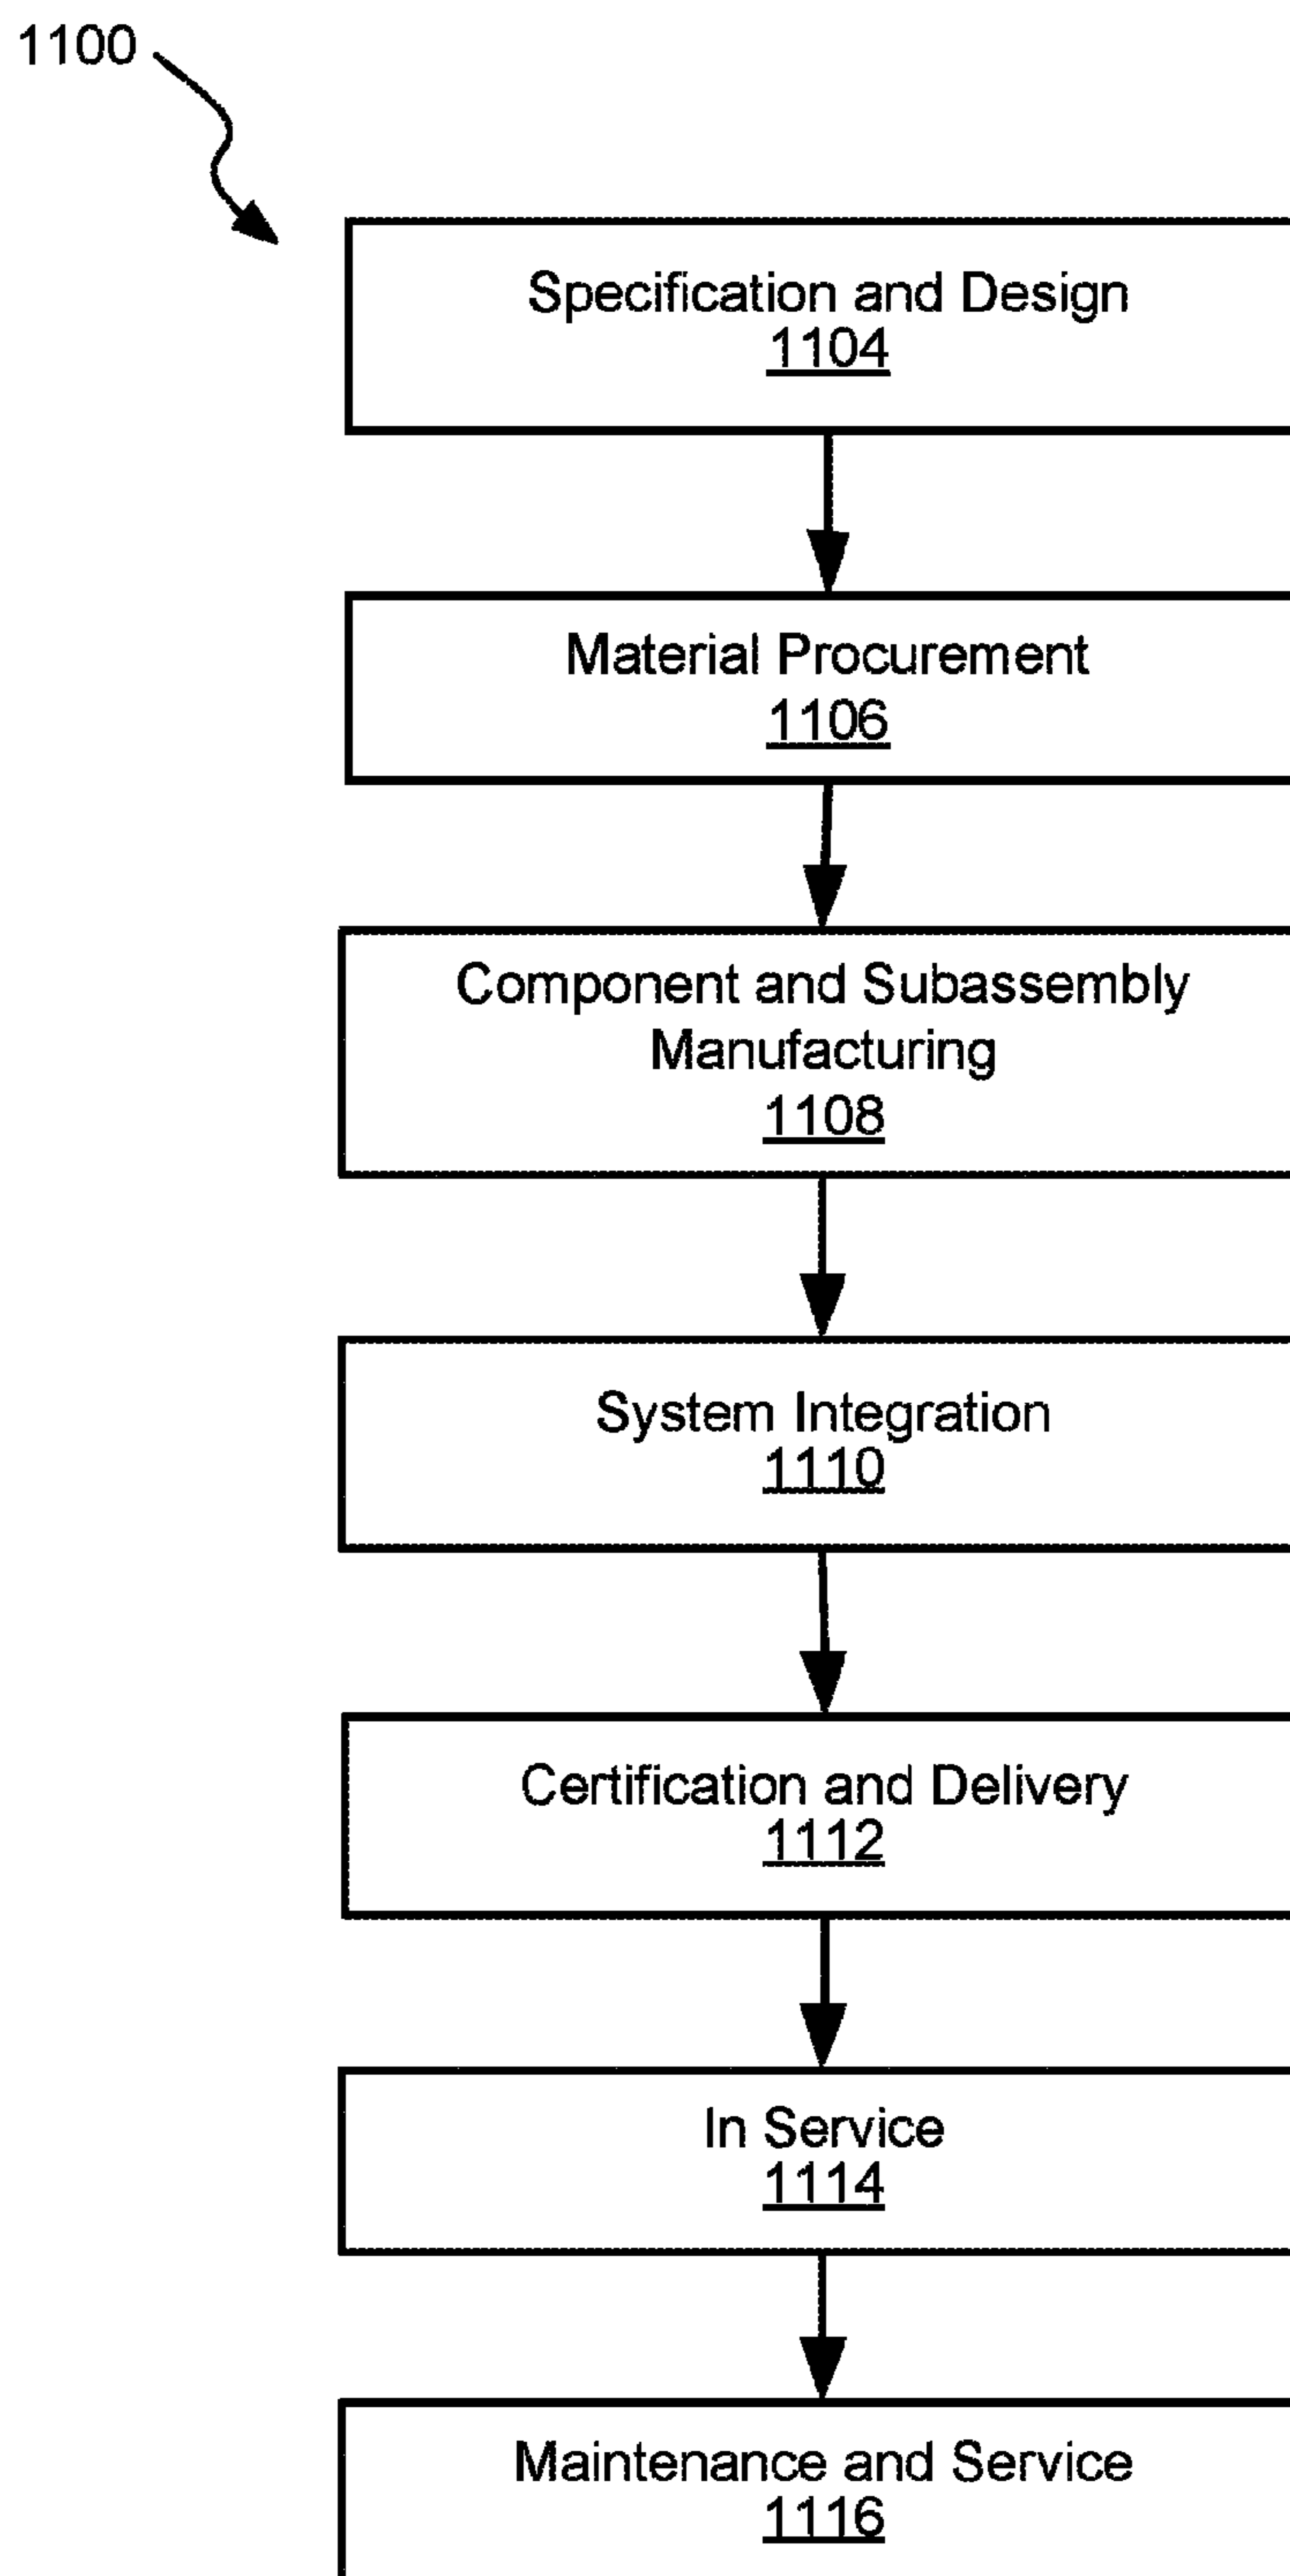 1100
Specification and Design
1104
Material Procurement
1106
Component and Subassembly
Manufacturing
1108
System Integration
1110
Certification and Delivery
1112
In Service
1114
Maintenance and Service
1116